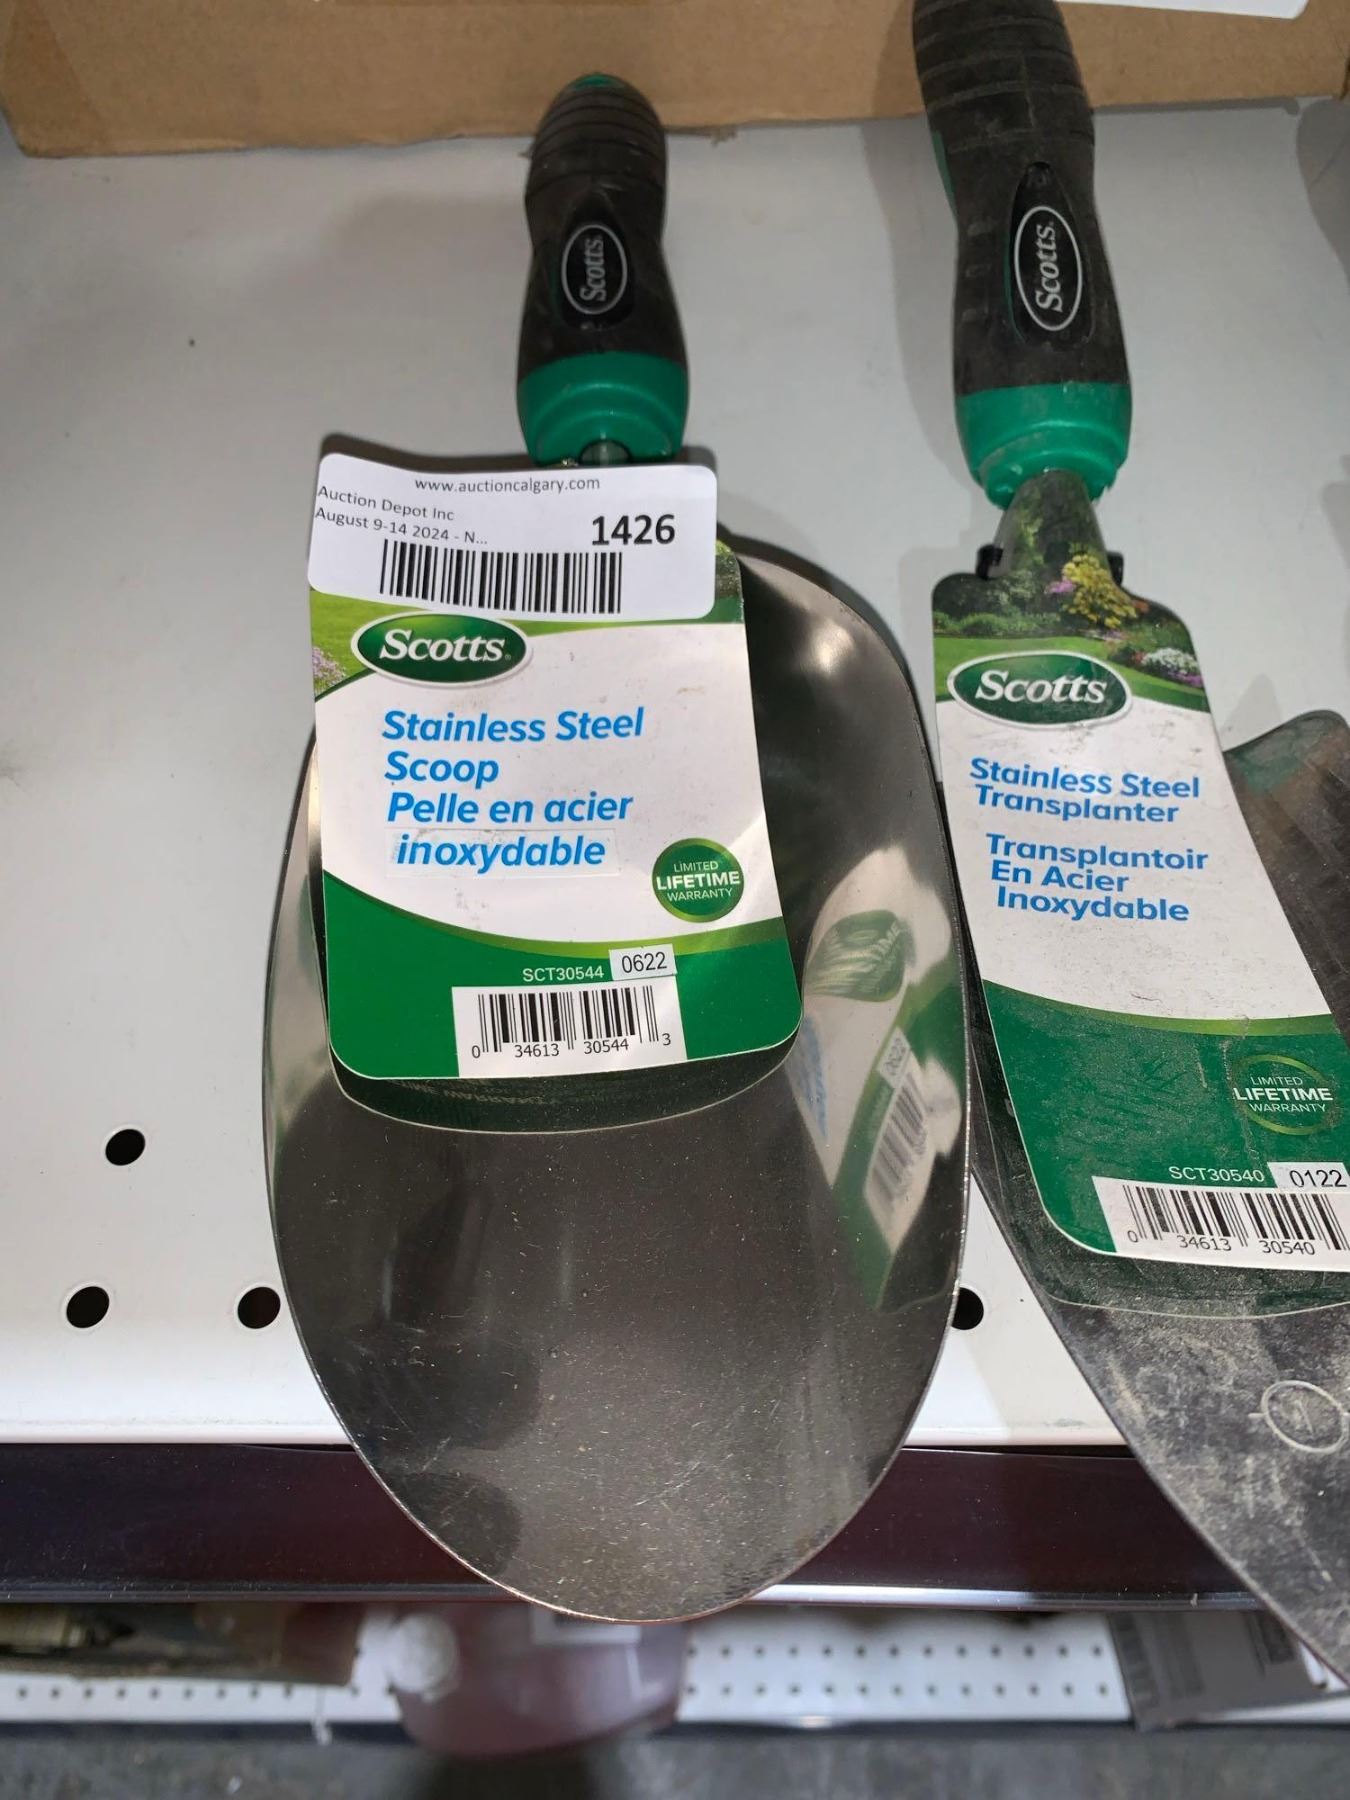 Scotts
Scotts
www.auctioncalgary.com
Auction Depot Inc
August 9-14 2024 - N...
1426
Scotts
Stainless Steel
Scoop
Pelle en acier
inoxydable
LIMITED
LIFETIME
WARRANTY
SCT30544 0622
0 34613 30544 3
Scotts
Stainless Steel
Transplanter
Transplantoir
En Acier
Inoxydable
LIMITED
LIFETIME
WARRANTY
SCT30540 0122
0 34613 30540